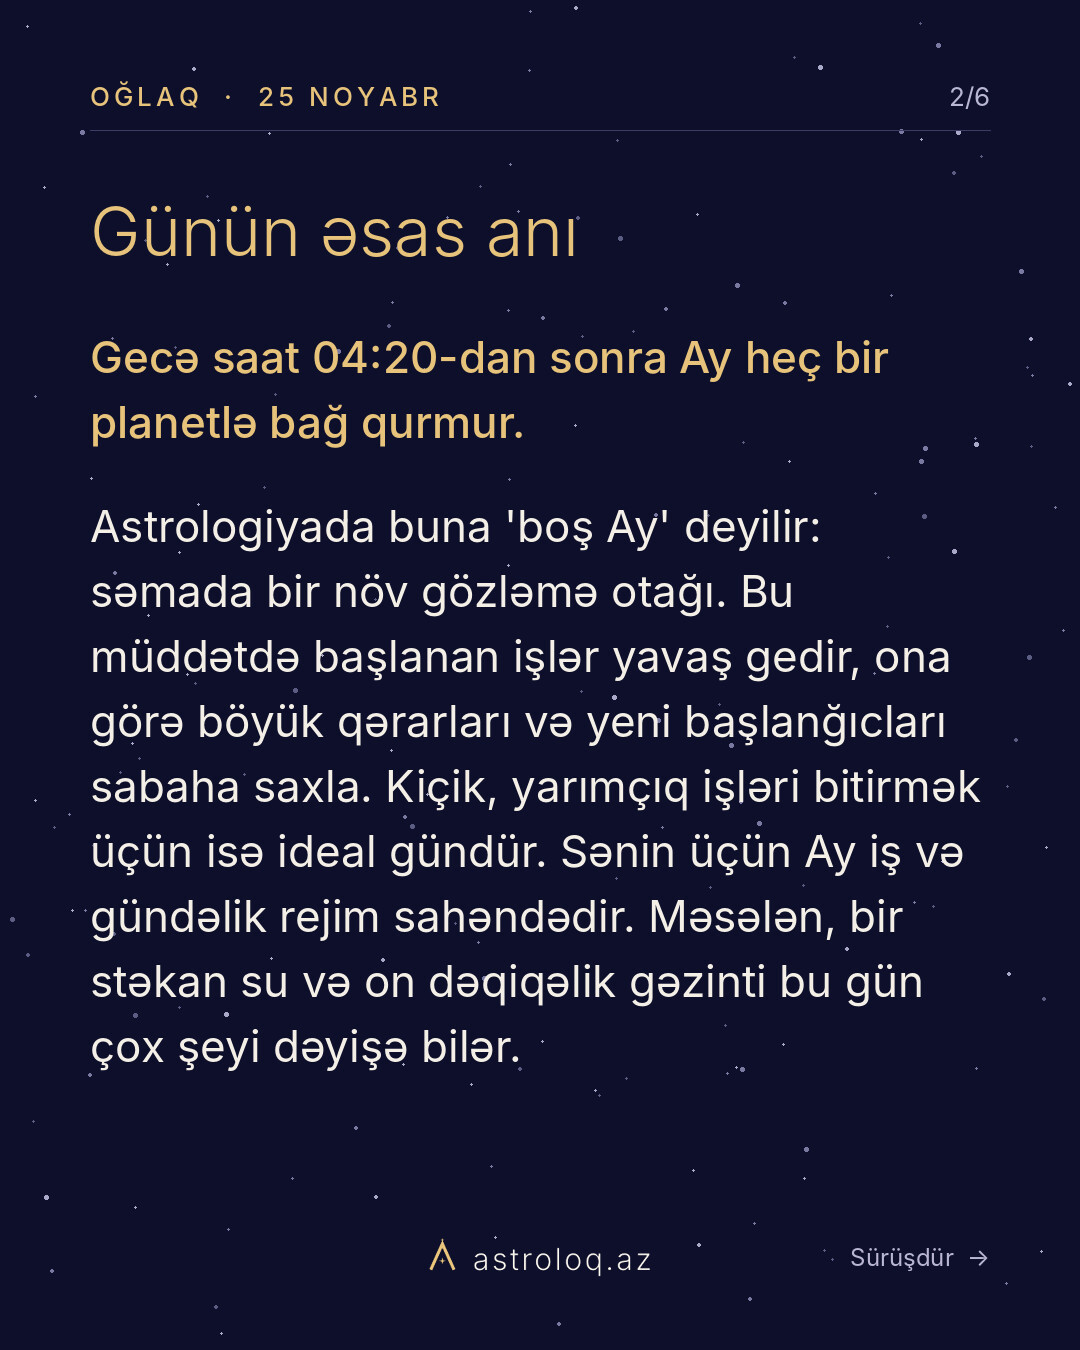 OĞLAQ · 25 NOYABR
2/6
Günün əsas anı
Gecə saat 04:20-dan sonra Ay heç bir
planetlə bağ qurmur.
Astrologiyada buna 'boş Ay' deyilir:
səmada bir növ gözləmə otağı. Bu
müddətdə başlanan işlər yavaş gedir, ona
görə böyük qərarları və yeni başlanğıcları
sabaha saxla. Kiçik, yarımçıq işləri bitirmək
üçün isə ideal gündür. Sənin üçün Ay iş və
gündəlik rejim sahəndədir. Məsələn, bir
stəkan su və on dəqiqəlik gəzinti bu gün
çox şeyi dəyişə bilər.
astroloq.az
Sürüşdür →